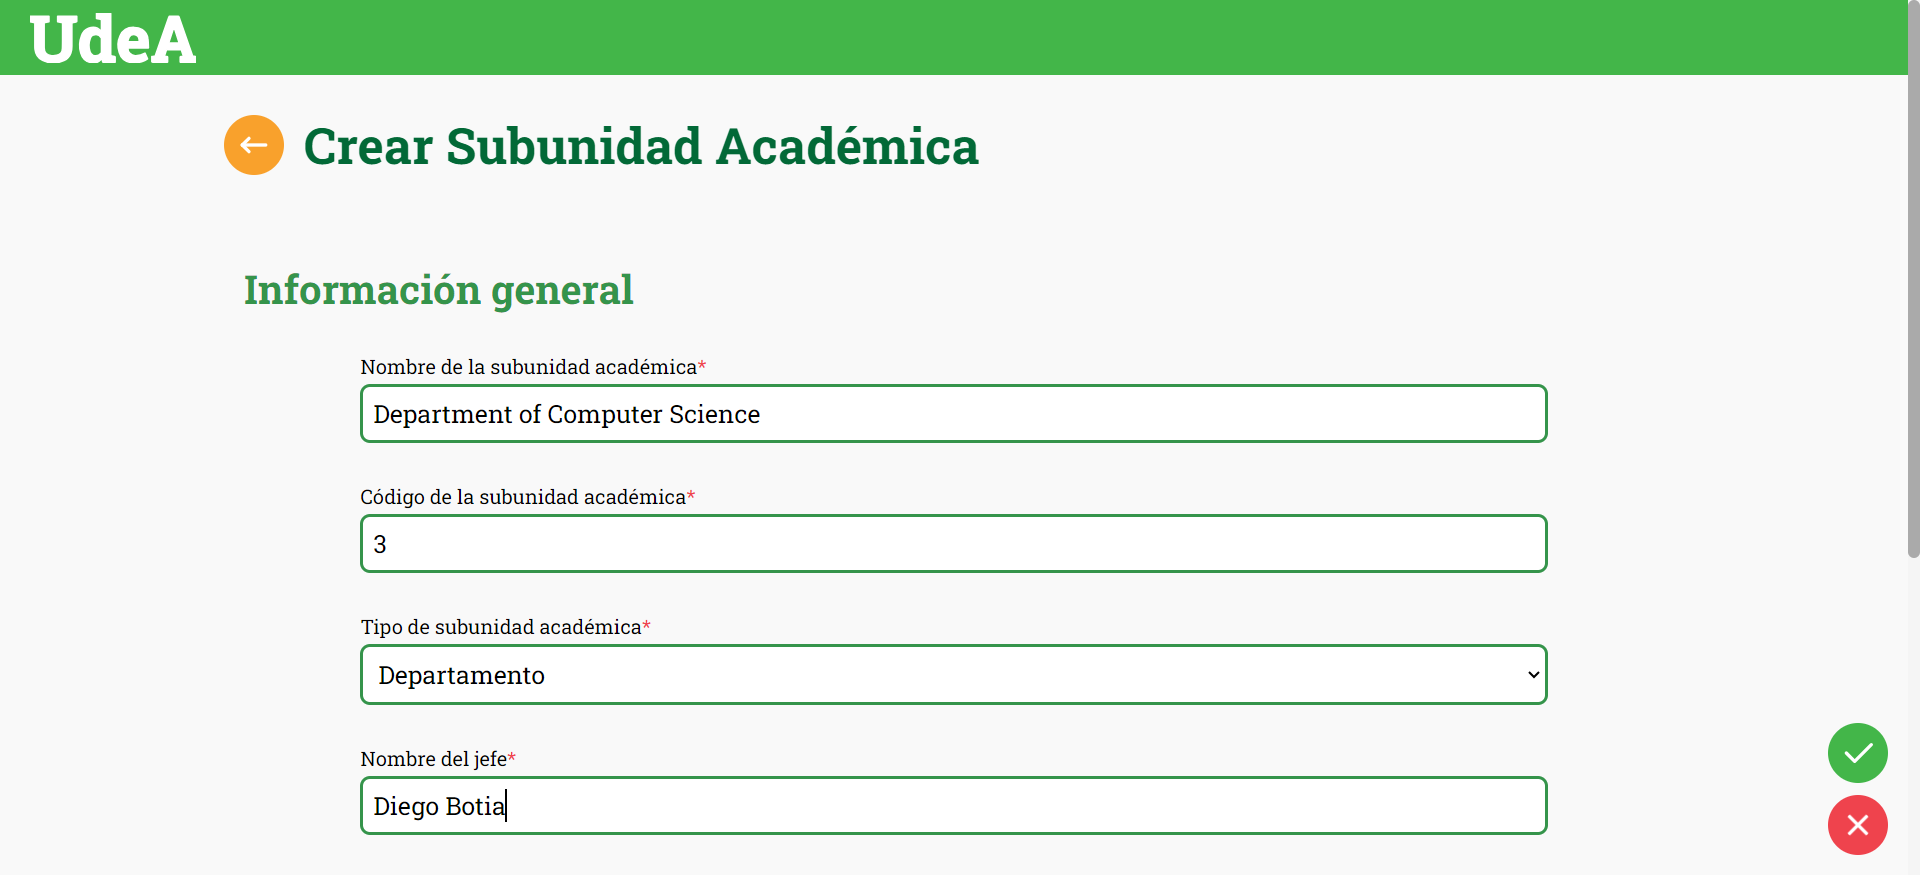 UdeA
Crear Subunidad Académica
Información general
Nombre de la subunidad académica*
Department of Computer Science
Código de la subunidad académica*
3
Tipo de subunidad académica*
Departamento
Nombre del jefe*
Diego Botia